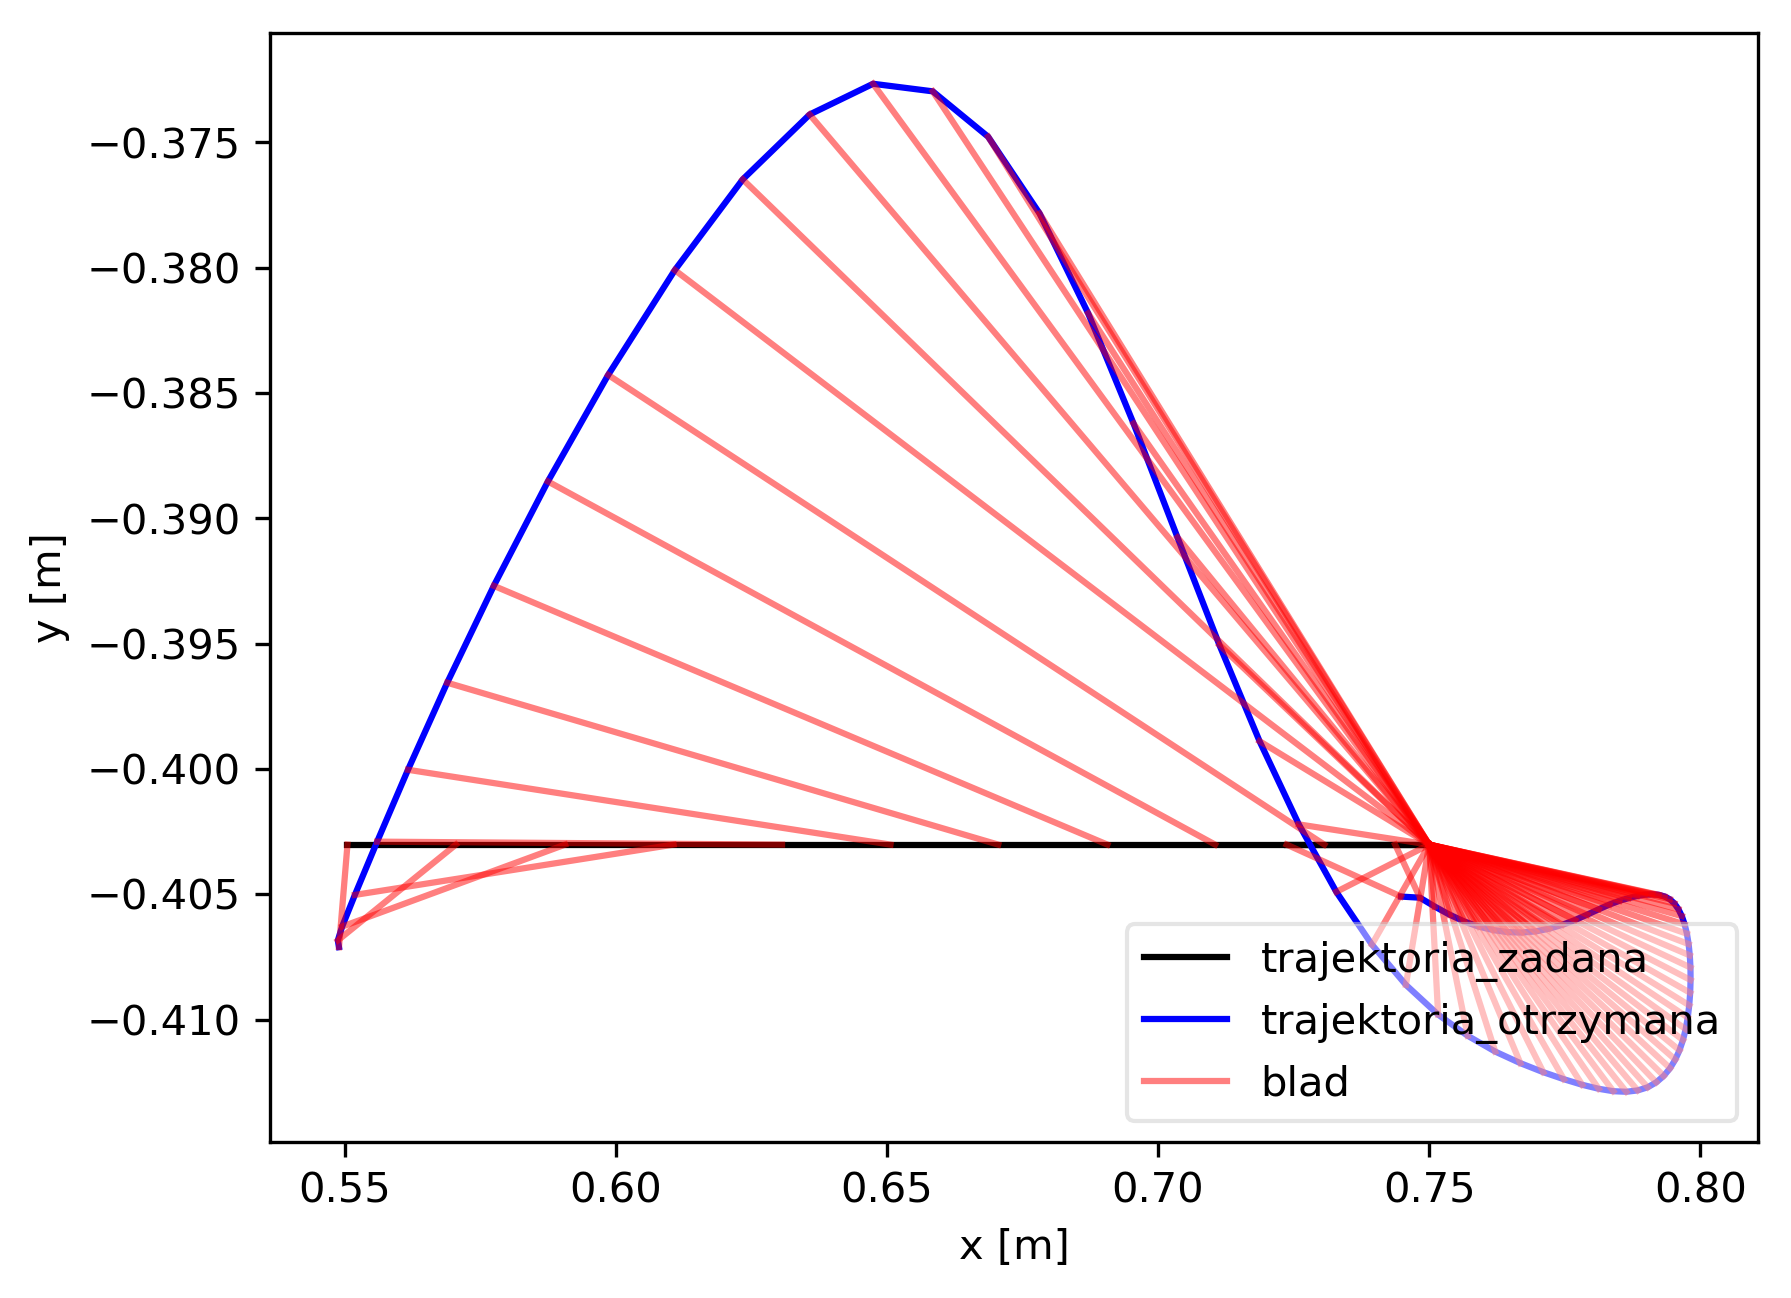 −0.375
−0.380
−0.385
−0.390
−0.395
−0.400
−0.405
−0.410
y [m]
trajektoria_zadana
trajektoria_otrzymana
blad
0.55 0.60 0.65 0.70 0.75 0.80
x [m]